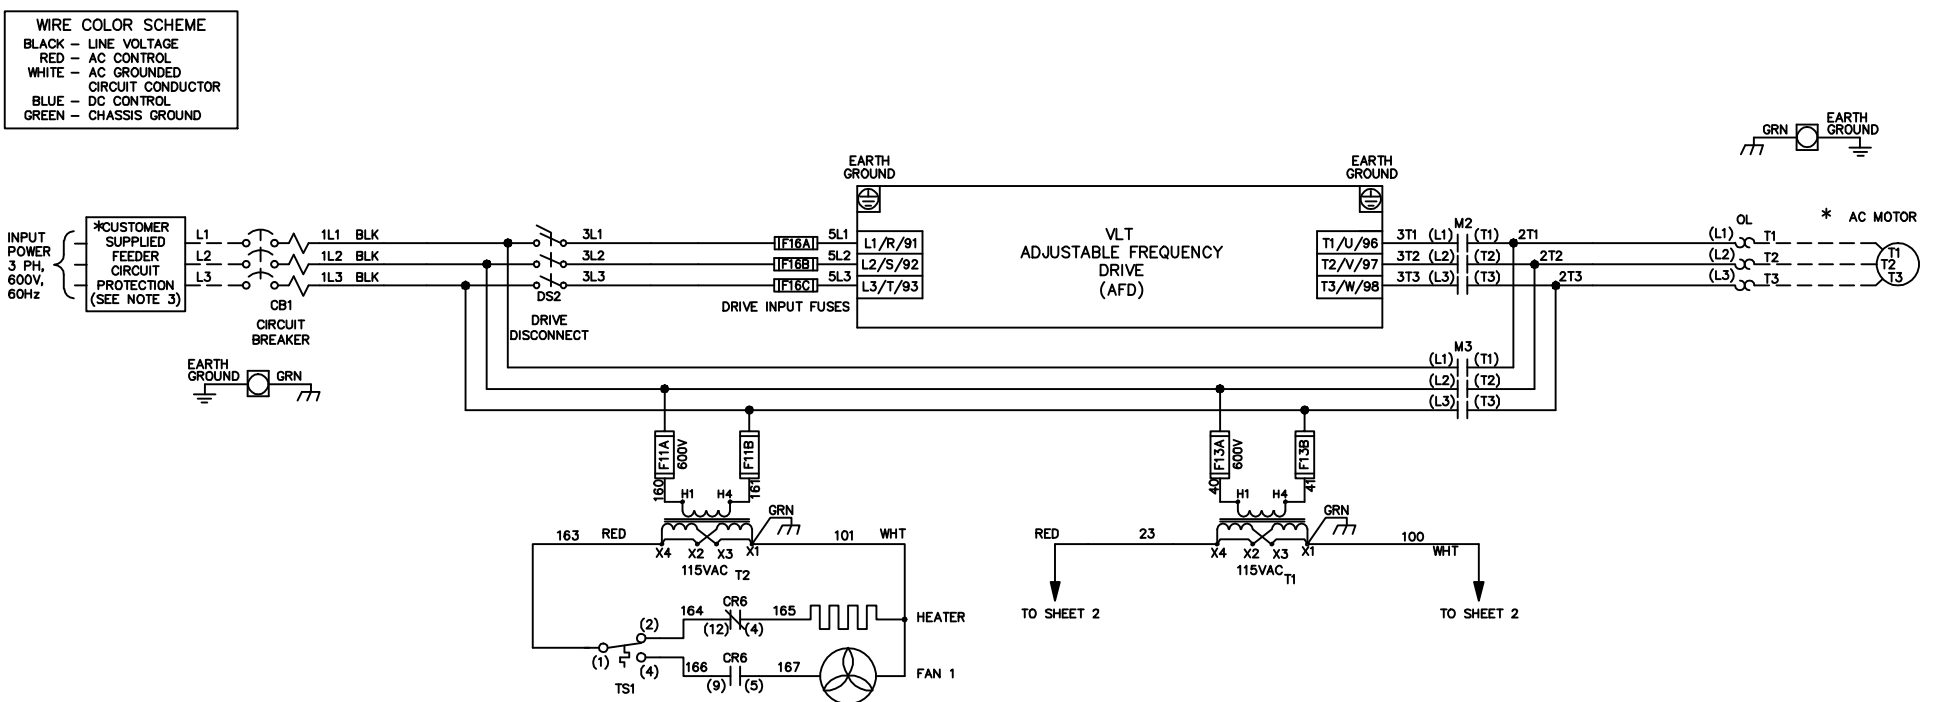 WIRE COLOR SCHEME
BLACK – LINE VOLTAGE
RED – AC CONTROL
WHITE – AC GROUNDED
CIRCUIT CONDUCTOR
BLUE – DC CONTROL
GREEN – CHASSIS GROUND
INPUT
POWER
3 PH,
600V,
60Hz
*CUSTOMER
SUPPLIED
FEEDER
CIRCUIT
PROTECTION
(SEE NOTE 3)
L1
L2
L3
CB1
CIRCUIT
BREAKER
1L1 BLK
1L2 BLK
1L3 BLK
EARTH
GROUND
GRN
DS2
DRIVE
DISCONNECT
3L1
3L2
3L3
F16A
F16B
F16C
DRIVE INPUT FUSES
5L1
5L2
5L3
EARTH
GROUND
L1/R/91
L2/S/92
L3/T/93
VLT
ADJUSTABLE FREQUENCY
DRIVE
(AFD)
EARTH
GROUND
T1/U/96
T2/V/97
T3/W/98
M2
3T1 (L1) (T1) 2T1
3T2 (L2) (T2) 2T2
3T3 (L3) (T3) 2T3
M3
(L1) (T1)
(L2) (T2)
(L3) (T3)
GRN
EARTH
GROUND
OL
(L1) T1
(L2) T2
(L3) T3
* AC MOTOR
T1
T2
T3
F11A
600V
F11B
160
161
H1 H4
GRN
163 RED
X4 X2 X3 X1
101 WHT
115VAC T2
164
CR6
165
(12) (4)
HEATER
(2)
(1)
(4)
TS1
166
CR6
167
(9) (5)
FAN 1
F13A
600V
F13B
40
41
H1 H4
GRN
RED 23
X4 X2 X3 X1
100
WHT
115VAC T1
TO SHEET 2
TO SHEET 2